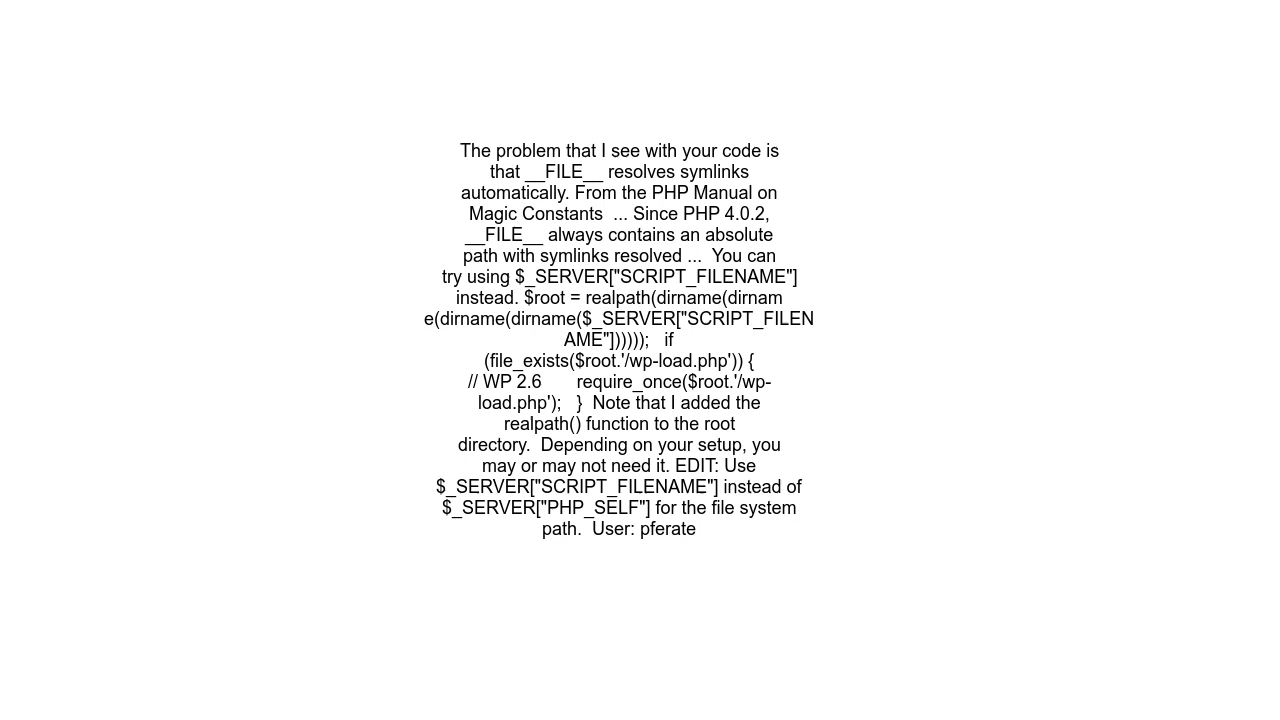 The problem that I see with your code is
that __FILE__ resolves symlinks
automatically. From the PHP Manual on
Magic Constants  ... Since PHP 4.0.2,
__FILE__ always contains an absolute
path with symlinks resolved ...  You can
try using $_SERVER["SCRIPT_FILENAME"]
instead. $root = realpath(dirname(dirnam
e(dirname(dirname($_SERVER["SCRIPT_FILEN
AME"])))));   if
(file_exists($root.'/wp-load.php')) {
// WP 2.6       require_once($root.'/wp-
load.php');   }  Note that I added the
realpath() function to the root
directory.  Depending on your setup, you
may or may not need it. EDIT: Use
$_SERVER["SCRIPT_FILENAME"] instead of
$_SERVER["PHP_SELF"] for the file system
path.  User: pferate